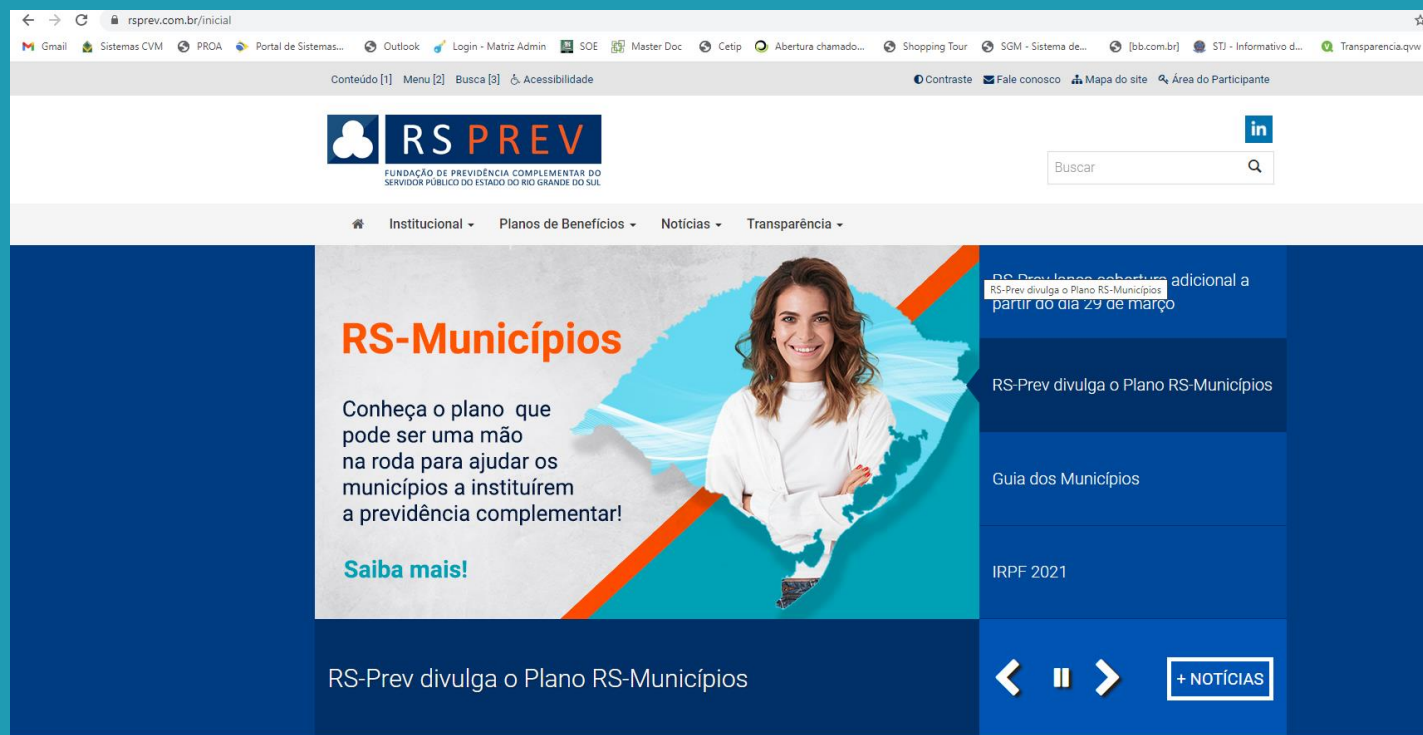 rsprev.com.br/inicial
Gmail Sistemas CVM PROA Portal de Sistemas... Outlook Login - Matriz Admin SOE Master Doc Cetip Abertura chamado... Shopping Tour SGM - Sistema de... [bb.com.br] STJ - Informativo d... Transparencia.qvw
Conteúdo [1] Menu [2] Busca [3] Acessibilidade Contraste Fale conosco Mapa do site Área do Participante
RS PREV
FUNDAÇÃO DE PREVIDÊNCIA COMPLEMENTAR DO
SERVIDOR PÚBLICO DO ESTADO DO RIO GRANDE DO SUL
in
Buscar
Institucional Planos de Benefícios Notícias Transparência
RS-Municípios
Conheça o plano que
pode ser uma mão
na roda para ajudar os
municípios a instituírem
a previdência complementar!
Saiba mais!
RS-Prev lança cobertura adicional a
RS-Prev divulga o Plano RS-Municípios
partir do dia 29 de março
RS-Prev divulga o Plano RS-Municípios
Guia dos Municípios
IRPF 2021
RS-Prev divulga o Plano RS-Municípios
+ NOTÍCIAS